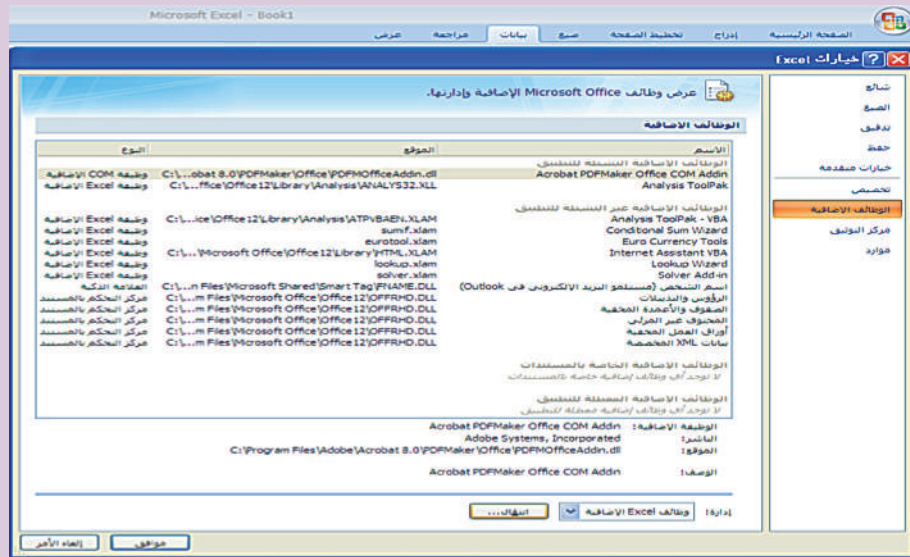 Microsoft Excel - Book1
الصفحة الرئيسية إدراج تخطيط الصفحة صيغ بيانات مراجعة عرض
خيارات Excel
شائع
الصيغ
تدقيق
حفظ
خيارات متقدمة
تخصيص
الوظائف الإضافية
مركز التوثيق
موارد
عرض وظائف Microsoft Office الإضافية وإدارتها.
الوظائف الإضافية
الاسم الموقع النوع
الوظائف الإضافية النشيطة للتطبيق
Acrobat PDFMaker Office COM Addin C:\...obat 8.0\PDFMaker\Office\PDFMOfficeAddin.dll وظيفة COM الإضافية
Analysis ToolPak C:\...ffice\Office12\Library\Analysis\ANALYS32.XLL وظيفة Excel الإضافية
الوظائف الإضافية غير النشيطة للتطبيق
Analysis ToolPak - VBA C:\...ice\Office12\Library\Analysis\ATPVBAEN.XLAM وظيفة Excel الإضافية
Conditional Sum Wizard sumif.xlam وظيفة Excel الإضافية
Euro Currency Tools eurotool.xlam وظيفة Excel الإضافية
Internet Assistant VBA C:\...\Microsoft Office\Office12\Library\HTML.XLAM وظيفة Excel الإضافية
Lookup Wizard lookup.xlam وظيفة Excel الإضافية
Solver Add-in solver.xlam وظيفة Excel الإضافية
اسم الشخص (مستلمو البريد الإلكتروني في Outlook) C:\...n Files\Microsoft Shared\Smart Tag\FNAME.DLL العلامة الذكية
الرؤوس والتذييلات C:\...m Files\Microsoft Office\Office12\OFFRHD.DLL مركز التحكم بالمستند
الصفوف والأعمدة المخفية C:\...m Files\Microsoft Office\Office12\OFFRHD.DLL مركز التحكم بالمستند
المحتوى غير المرئي C:\...m Files\Microsoft Office\Office12\OFFRHD.DLL مركز التحكم بالمستند
أوراق العمل المخفية C:\...m Files\Microsoft Office\Office12\OFFRHD.DLL مركز التحكم بالمستند
بيانات XML المخصصة C:\...m Files\Microsoft Office\Office12\OFFRHD.DLL مركز التحكم بالمستند
الوظائف الإضافية الخاصة بالمستندات
لا توجد أي وظائف إضافية خاصة بالمستندات
الوظائف الإضافية المعطلة للتطبيق
لا توجد أي وظائف إضافية معطلة للتطبيق
الوظيفة الإضافية: Acrobat PDFMaker Office COM Addin
الناشر: Adobe Systems, Incorporated
الموقع: C:\Program Files\Adobe\Acrobat 8.0\PDFMaker\Office\PDFMOfficeAddin.dll
الوصف: Acrobat PDFMaker Office COM Addin
إدارة: وظائف Excel الإضافية انتقال...
موافق إلغاء الأمر